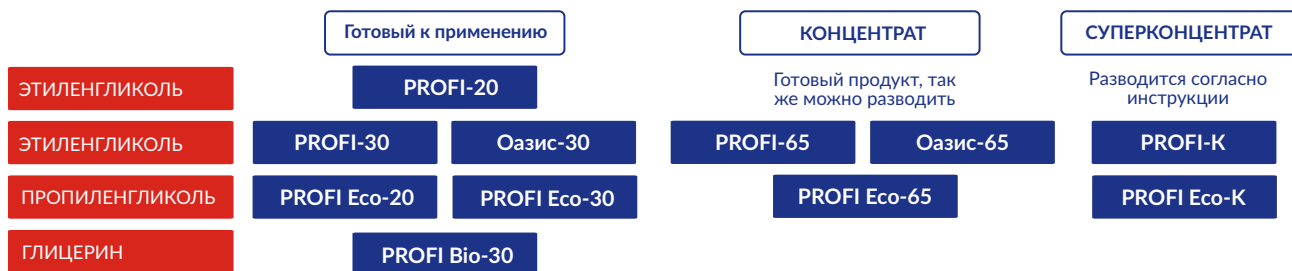 Готовый к применению
КОНЦЕНТРАТ
СУПЕРКОНЦЕНТРАТ
ЭТИЛЕНГЛИКОЛЬ
PROFI-20
Готовый продукт, так
же можно разводить
Разводится согласно
инструкции
ЭТИЛЕНГЛИКОЛЬ
PROFI-30
Оазис-30
PROFI-65
Оазис-65
PROFI-K
ПРОПИЛЕНГЛИКОЛЬ
PROFI Eco-20
PROFI Eco-30
PROFI Eco-65
PROFI Eco-K
ГЛИЦЕРИН
PROFI Bio-30